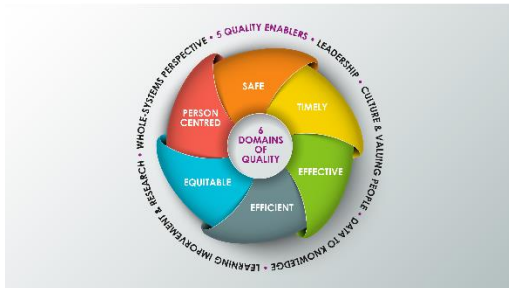 • 5 QUALITY ENABLERS • LEADERSHIP • CULTURE & VALUING PEOPLE • DATA TO KNOWLEDGE • LEARNING IMPORVEMENT & RESEARCH • WHOLE-SYSTEMS PERSPECTIVE
SAFE
TIMELY
EFFECTIVE
EFFICIENT
EQUITABLE
PERSON
CENTRED
6
DOMAINS
OF
QUALITY